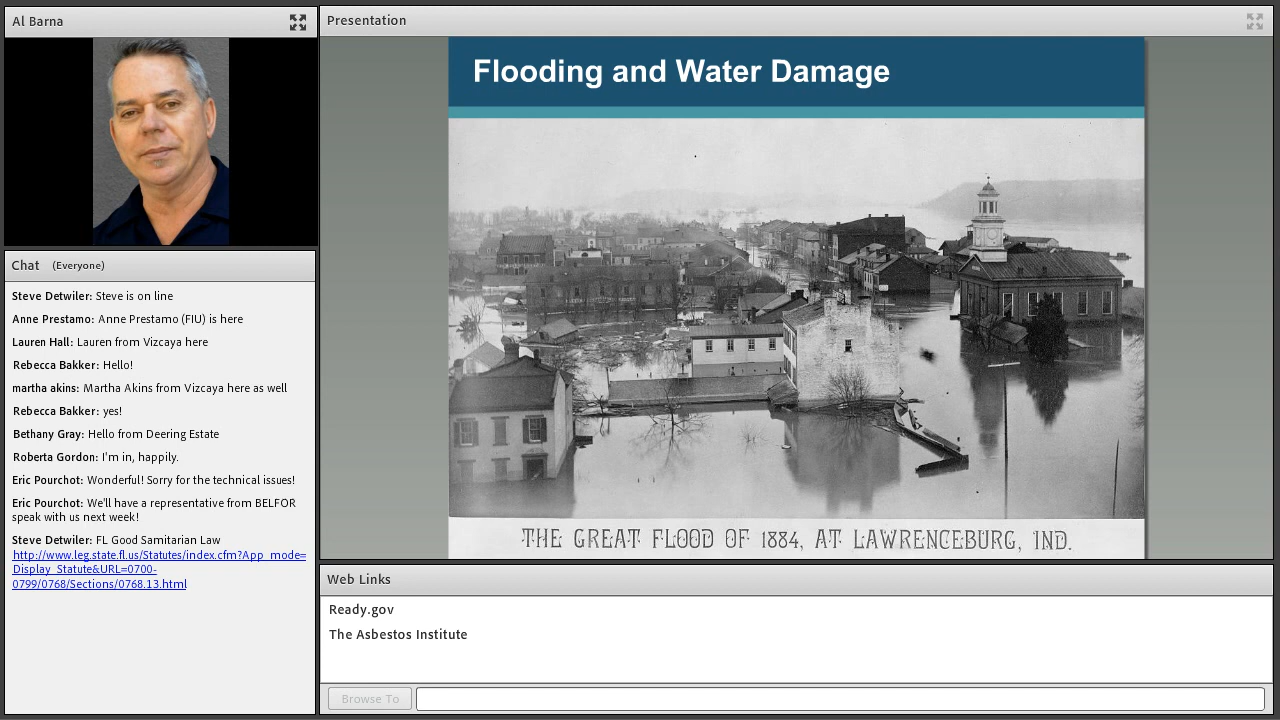 Al Barna
Presentation
Flooding and Water Damage
THE GREAT FLOOD OF 1884, AT LAWRENCEBURG, IND.
Chat (Everyone)
Steve Detwiler: Steve is on line
Anne Prestamo: Anne Prestamo (FIU) is here
Lauren Hall: Lauren from Vizcaya here
Rebecca Bakker: Hello!
martha akins: Martha Akins from Vizcaya here as well
Rebecca Bakker: yes!
Bethany Gray: Hello from Deering Estate
Roberta Gordon: I'm in, happily.
Eric Pourchot: Wonderful! Sorry for the technical issues!
Eric Pourchot: We'll have a representative from BELFOR
speak with us next week!
Steve Detwiler: FL Good Samitarian Law
http://www.leg.state.fl.us/Statutes/index.cfm?App_mode=
Display_Statute&URL=0700-
0799/0768/Sections/0768.13.html
Web Links
Ready.gov
The Asbestos Institute
Browse To